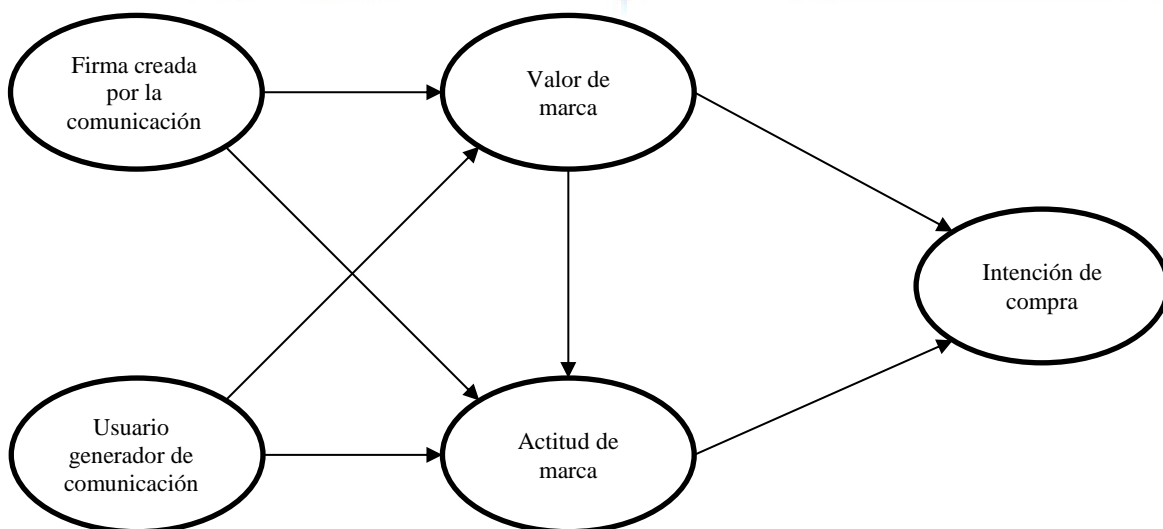 Firma creada
por la
comunicación
Valor de
marca
Intención de
compra
Usuario
generador de
comunicación
Actitud de
marca